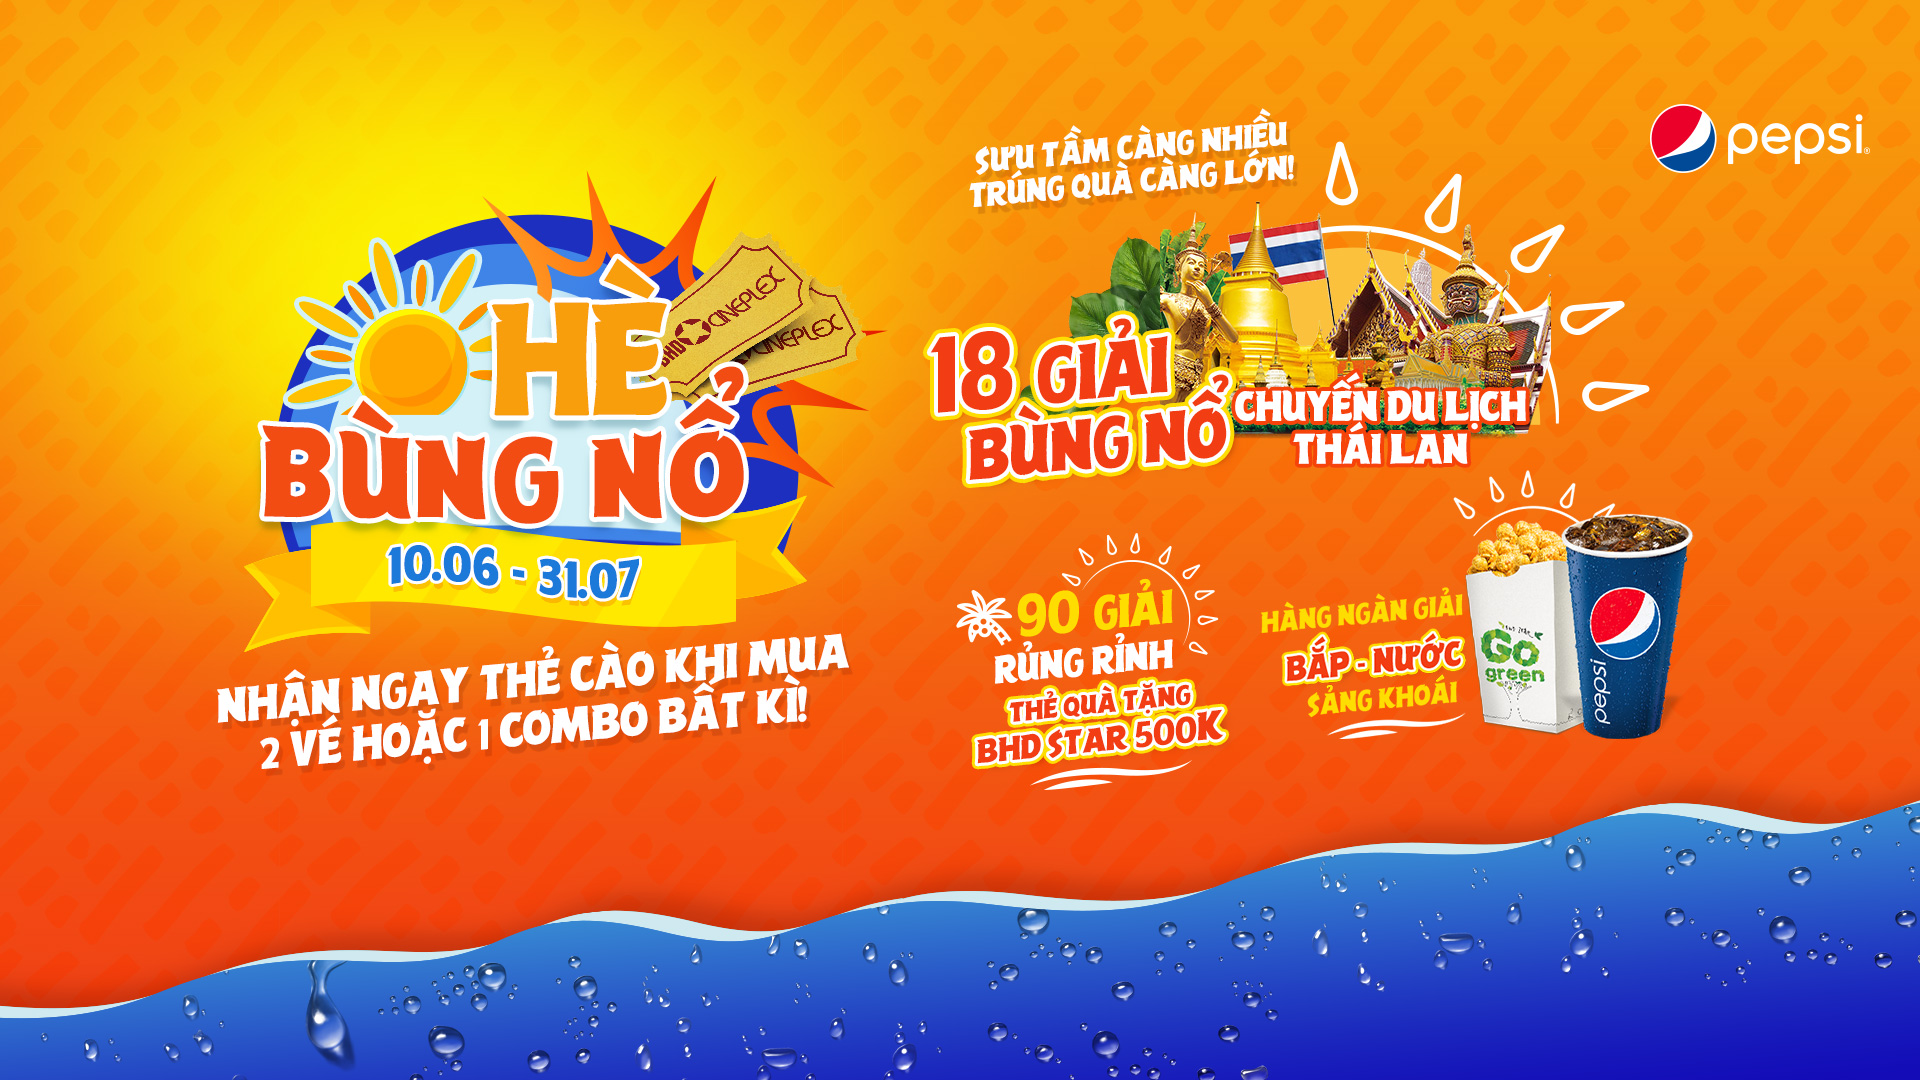 HÈ
BÙNG NỔ
BHD CINEPLEX
CINEPLEX
10.06 - 31.07
NHẬN NGAY THẺ CÀO KHI MUA
2 VÉ HOẶC 1 COMBO BẤT KÌ!
SƯU TẦM CÀNG NHIỀU
TRÚNG QUÀ CÀNG LỚN!
pepsi
18 GIẢI
BÙNG NỔ
CHUYẾN DU LỊCH
THÁI LAN
90 GIẢI
RỦNG RỈNH
THẺ QUÀ TẶNG
BHD STAR 500K
HÀNG NGÀN GIẢI
BẮP - NƯỚC
SẢNG KHOÁI
Go
green
pepsi